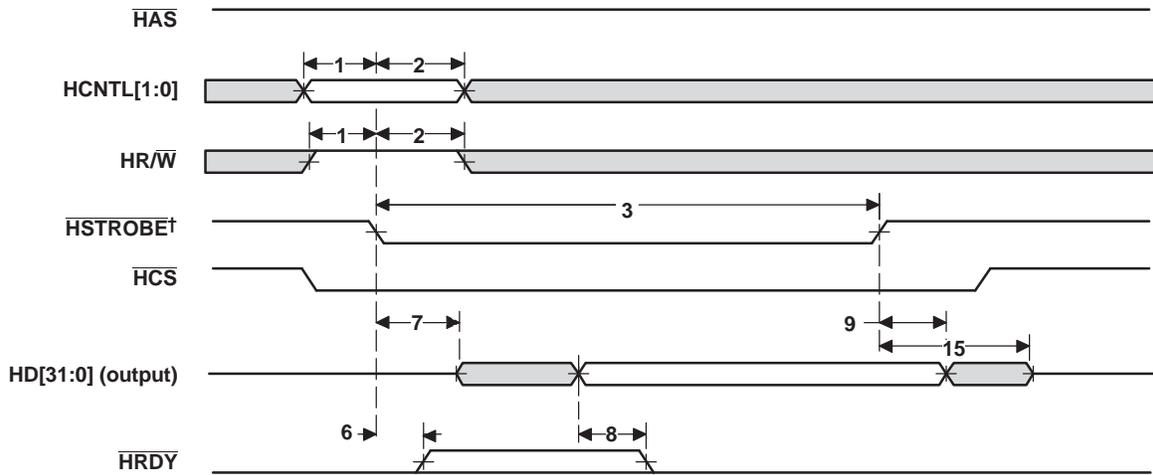 HAS
1 2
HCNTL[1:0]
1 2
HR/W
3
HSTROBE†
HCS
7 9
15
HD[31:0] (output)
6 8
HRDY